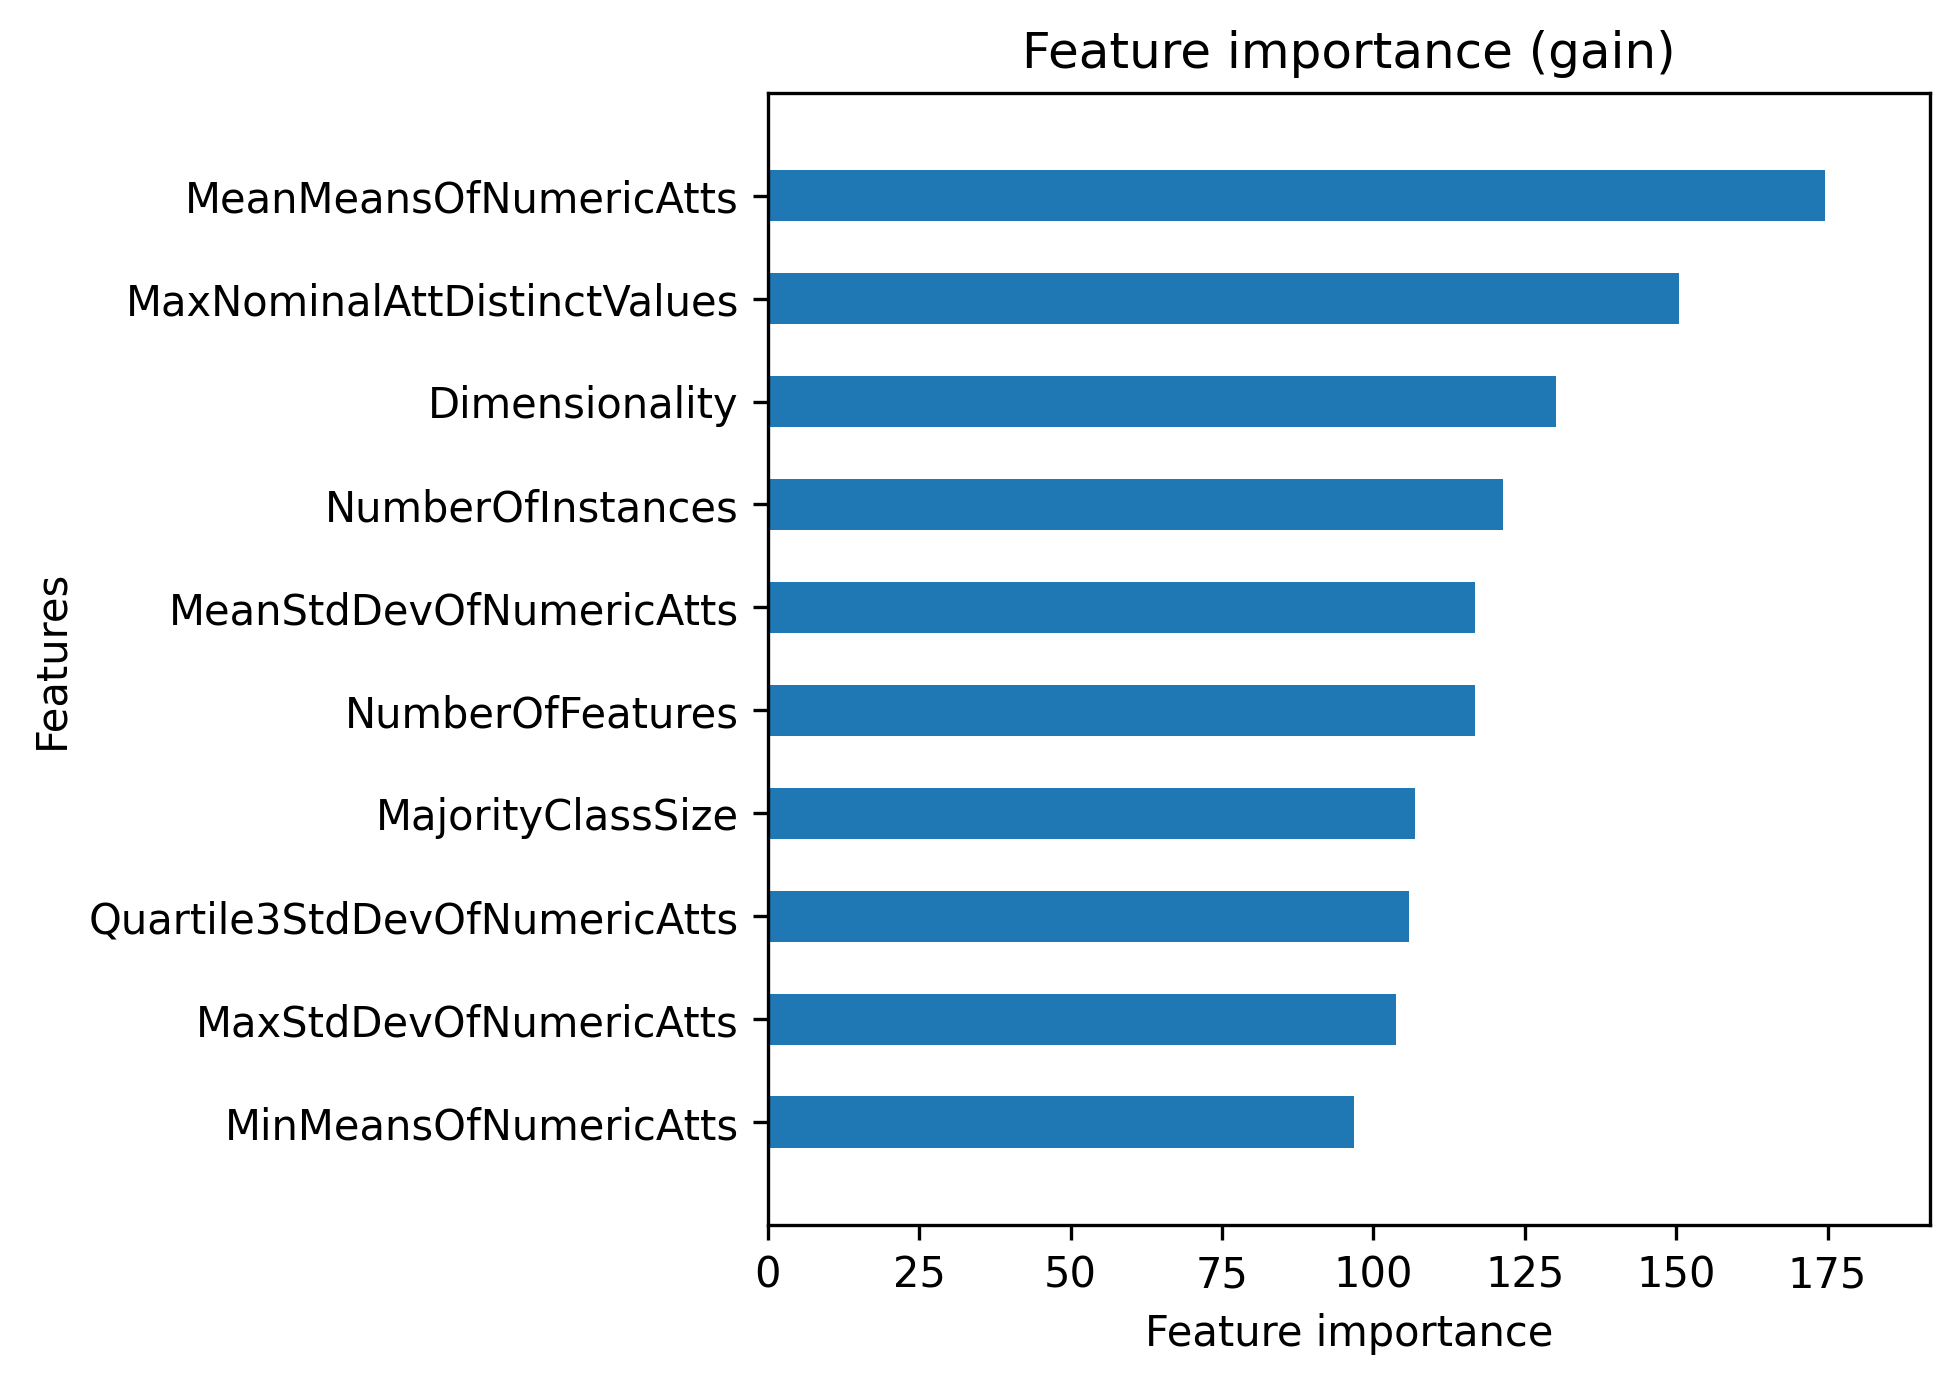 Feature importance (gain)
MeanMeansOfNumericAtts
MaxNominalAttDistinctValues
Dimensionality
NumberOfInstances
MeanStdDevOfNumericAtts
NumberOfFeatures
MajorityClassSize
Quartile3StdDevOfNumericAtts
MaxStdDevOfNumericAtts
MinMeansOfNumericAtts
Features
0 25 50 75 100 125 150 175
Feature importance